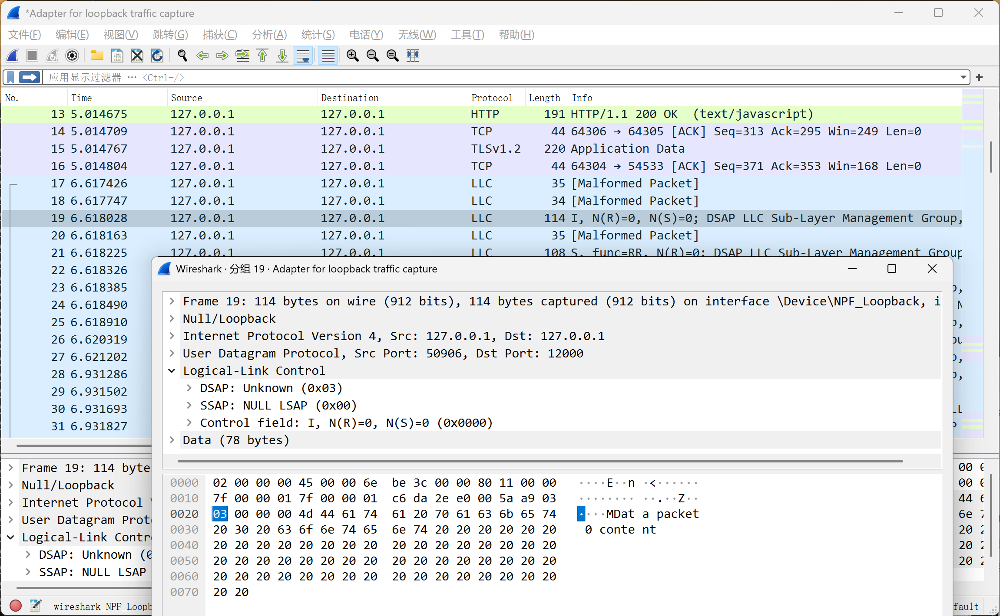 *Adapter for loopback traffic capture
文件(F) 编辑(E) 视图(V) 跳转(G) 捕获(C) 分析(A) 统计(S) 电话(Y) 无线(W) 工具(T) 帮助(H)
应用显示过滤器 … <Ctrl-/>
No. Time Source Destination Protocol Length Info
13 5.014675 127.0.0.1 127.0.0.1 HTTP 191 HTTP/1.1 200 OK  (text/javascript)
14 5.014709 127.0.0.1 127.0.0.1 TCP 44 64306 → 64305 [ACK] Seq=313 Ack=295 Win=249 Len=0
15 5.014767 127.0.0.1 127.0.0.1 TLSv1.2 220 Application Data
16 5.014804 127.0.0.1 127.0.0.1 TCP 44 64304 → 54533 [ACK] Seq=371 Ack=353 Win=168 Len=0
17 6.617426 127.0.0.1 127.0.0.1 LLC 35 [Malformed Packet]
18 6.617747 127.0.0.1 127.0.0.1 LLC 34 [Malformed Packet]
19 6.618028 127.0.0.1 127.0.0.1 LLC 114 I, N(R)=0, N(S)=0; DSAP LLC Sub-Layer Management Group,
20 6.618163 127.0.0.1 127.0.0.1 LLC 35 [Malformed Packet]
21 6.618225 127.0.0.1 127.0.0.1 LLC 108 S, func=RR, N(R)=0; DSAP LLC Sub-Layer Management Group
22 6.618326
23 6.618385
24 6.618490
25 6.618910
26 6.620319
27 6.621202
28 6.931286
29 6.931502
30 6.931693
31 6.931827
Wireshark · 分组 19 · Adapter for loopback traffic capture
Frame 19: 114 bytes on wire (912 bits), 114 bytes captured (912 bits) on interface \Device\NPF_Loopback, i
Null/Loopback
Internet Protocol Version 4, Src: 127.0.0.1, Dst: 127.0.0.1
User Datagram Protocol, Src Port: 50906, Dst Port: 12000
Logical-Link Control
DSAP: Unknown (0x03)
SSAP: NULL LSAP (0x00)
Control field: I, N(R)=0, N(S)=0 (0x0000)
Data (78 bytes)
0000 02 00 00 00 45 00 00 6e be 3c 00 00 80 11 00 00 ····E··n ·<······
0010 7f 00 00 01 7f 00 00 01 c6 da 2e e0 00 5a a9 03 ········ ··.··Z··
0020 03 00 00 00 4d 44 61 74 61 20 70 61 63 6b 65 74 ····MDat a packet
0030 20 30 20 63 6f 6e 74 65 6e 74 20 20 20 20 20 20 0 conte nt
0040 20 20 20 20 20 20 20 20 20 20 20 20 20 20 20 20
0050 20 20 20 20 20 20 20 20 20 20 20 20 20 20 20 20
0060 20 20 20 20 20 20 20 20 20 20 20 20 20 20 20 20
0070 20 20
Frame 19: 114 byte
Null/Loopback
Internet Protocol
User Datagram Prot
Logical-Link Contr
DSAP: Unknown (0
SSAP: NULL LSAP
00
00
44
6e
20
20
20
wireshark_NPF_Loopb
fault